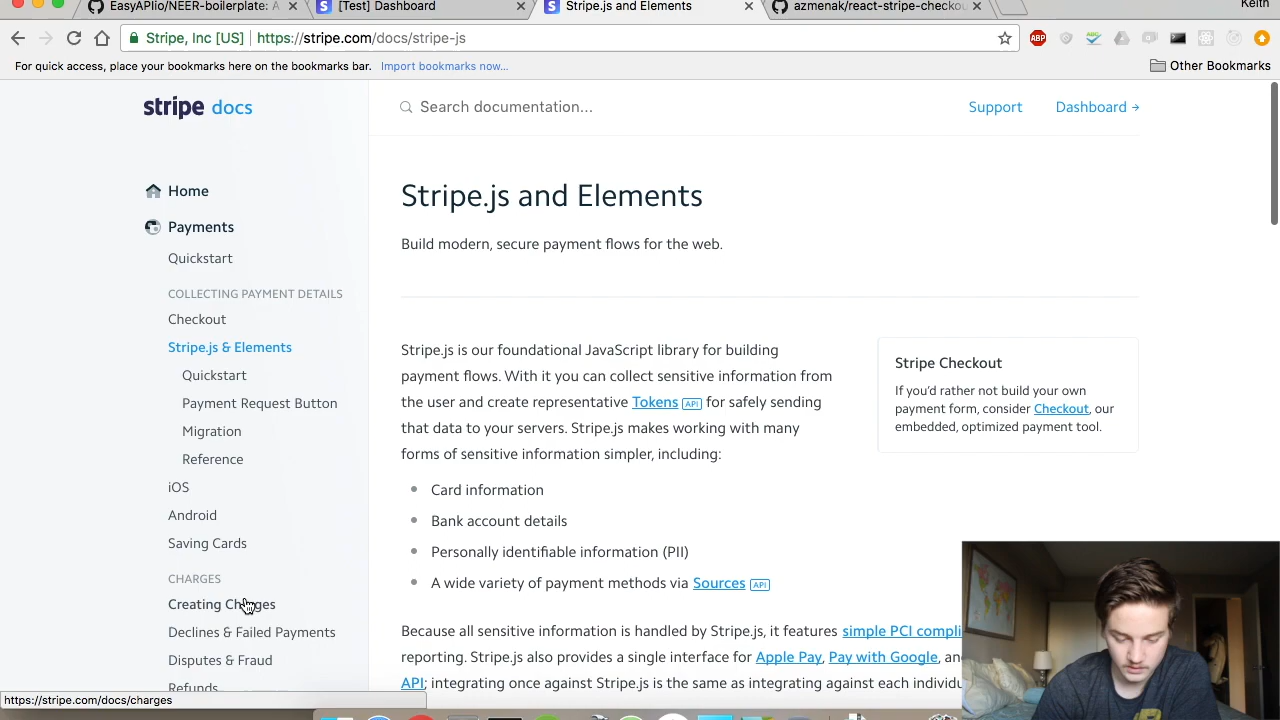 EasyAPIio/NEER-boilerplate: A
[Test] Dashboard
Stripe.js and Elements
azmenak/react-stripe-checkou
Keith
Stripe, Inc [US]
https://stripe.com/docs/stripe-js
ABP
For quick access, place your bookmarks here on the bookmarks bar. Import bookmarks now...
Other Bookmarks
stripe docs
Search documentation...
Support
Dashboard →
Home
Payments
Quickstart
COLLECTING PAYMENT DETAILS
Checkout
Stripe.js & Elements
Quickstart
Payment Request Button
Migration
Reference
iOS
Android
Saving Cards
CHARGES
Creating Charges
Declines & Failed Payments
Disputes & Fraud
Refunds
https://stripe.com/docs/charges
Stripe.js and Elements
Build modern, secure payment flows for the web.
Stripe.js is our foundational JavaScript library for building
payment flows. With it you can collect sensitive information from
the user and create representative Tokens API for safely sending
that data to your servers. Stripe.js makes working with many
forms of sensitive information simpler, including:
Card information
Bank account details
Personally identifiable information (PII)
A wide variety of payment methods via Sources API
Because all sensitive information is handled by Stripe.js, it features simple PCI compli
reporting. Stripe.js also provides a single interface for Apple Pay, Pay with Google, an
API; integrating once against Stripe.js is the same as integrating against each individu
Stripe Checkout
If you'd rather not build your own
payment form, consider Checkout, our
embedded, optimized payment tool.